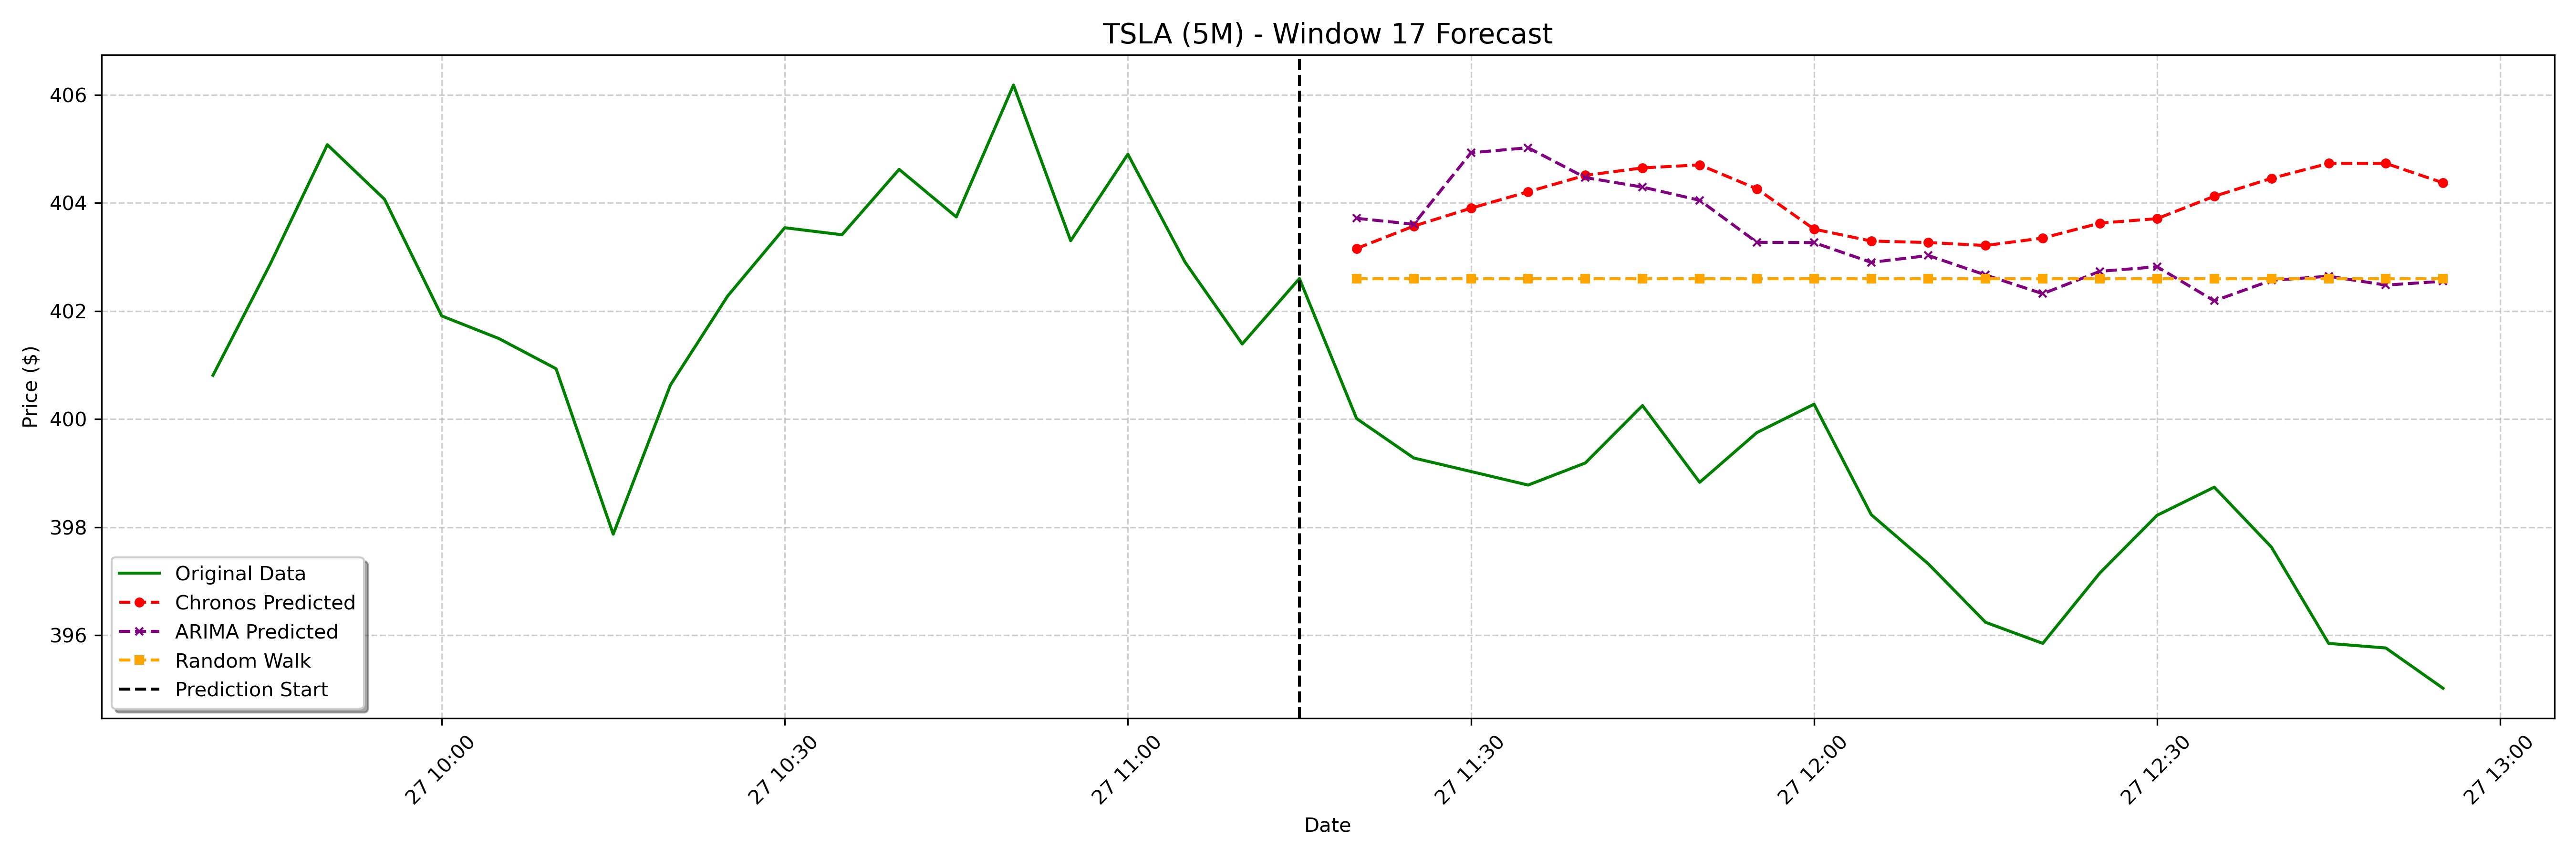 TSLA (5M) - Window 17 Forecast
Price ($)
406
404
402
400
398
396
Original Data
Chronos Predicted
ARIMA Predicted
Random Walk
Prediction Start
27 10:00
27 10:30
27 11:00
27 11:30
27 12:00
27 12:30
27 13:00
Date